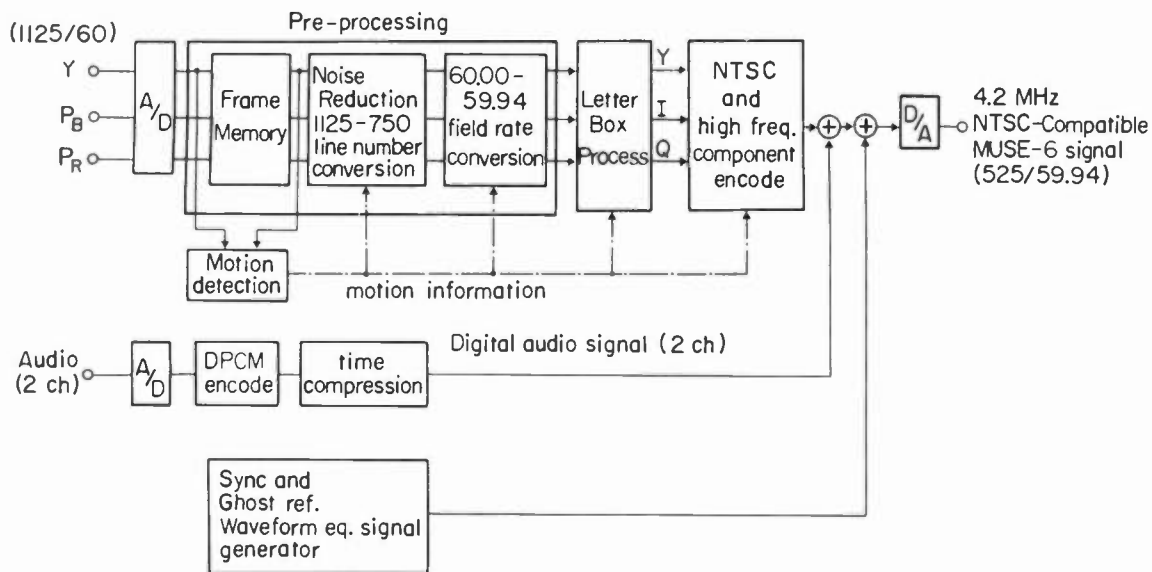 Pre-processing
(1125/60)
Y
P_B
P_R
A/D
Frame
Memory
Noise
Reduction
1125-750
line number
conversion
60.00-
59.94
field rate
conversion
Letter
Box
Process
Y
I
Q
NTSC
and
high freq.
component
encode
D/A
4.2 MHz
NTSC-Compatible
MUSE-6 signal
(525/59.94)
Motion
detection
motion information
Audio
(2 ch)
A/D
DPCM
encode
time
compression
Digital audio signal (2 ch)
Sync and
Ghost ref.
Waveform eq. signal
generator